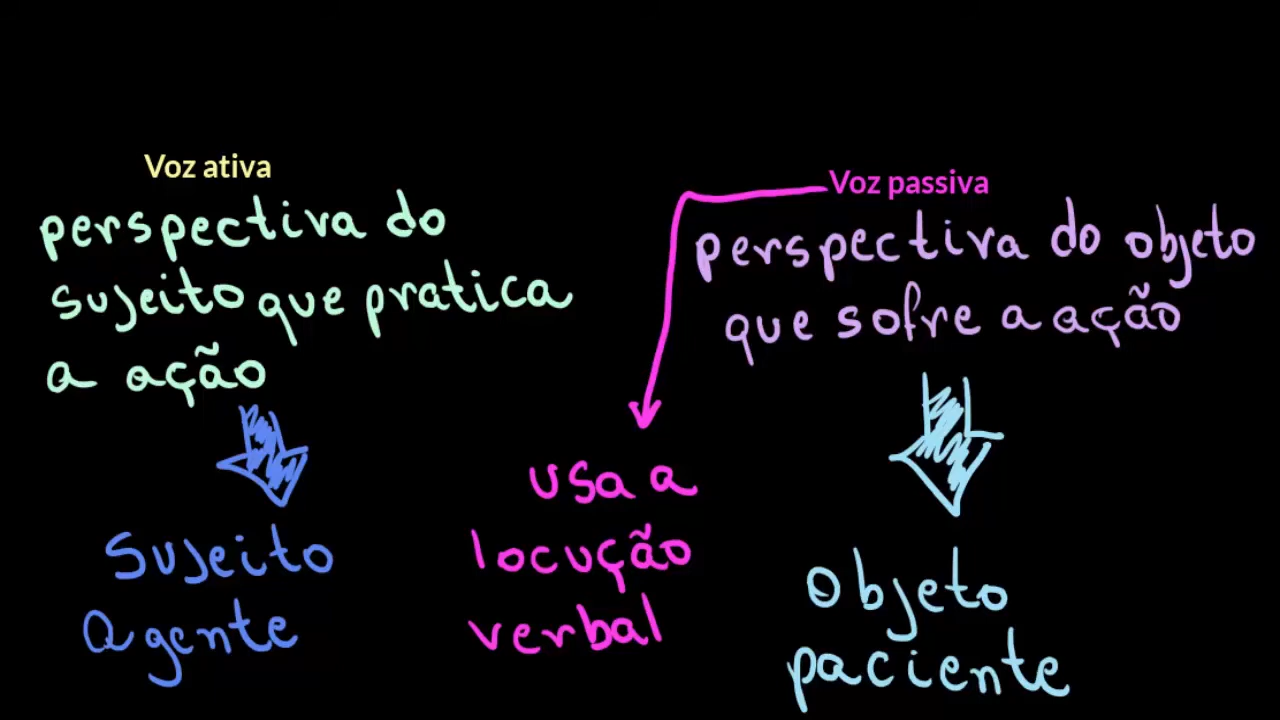 Voz ativa
perspectiva do
sujeito que pratica
a ação
Sujeito
agente
Voz passiva
perspectiva do objeto
que sofre a ação
usa a
locução
verbal
Objeto
paciente